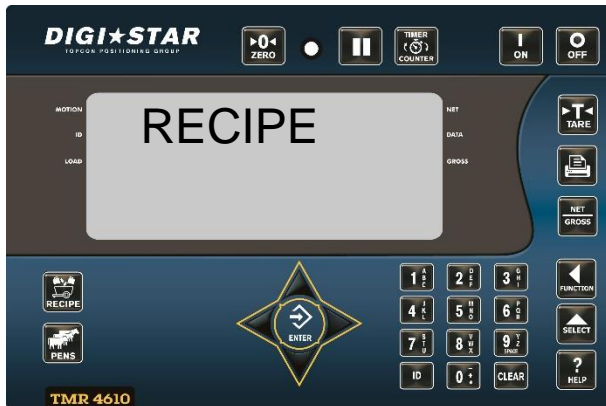 DIGI★STAR
TOPCON POSITIONING GROUP
▸0◂
ZERO
TIMER
COUNTER
I
ON
O
OFF
MOTION
ID
LOAD
RECIPE
NET
DATA
GROSS
▸T◂
TARE
NET
GROSS
RECIPE
PENS
ENTER
1 A B C
2 D E F
3 G H I
4 J K L
5 M N O
6 P Q R
7 S T U
8 V W X
9 Y Z
SPACE
ID
0
CLEAR
FUNCTION
SELECT
?
HELP
TMR 4610